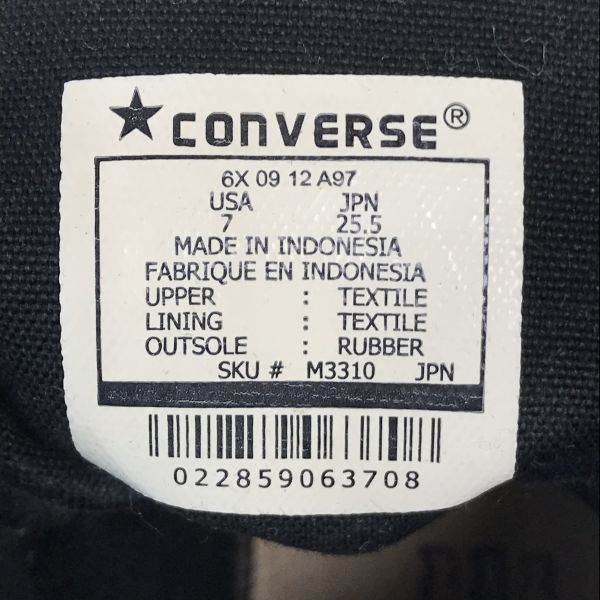 ★ CONVERSE®
6X 09 12 A97
USA JPN
7 25.5
MADE IN INDONESIA
FABRIQUE EN INDONESIA
UPPER : TEXTILE
LINING : TEXTILE
OUTSOLE : RUBBER
SKU # M3310 JPN
022859063708